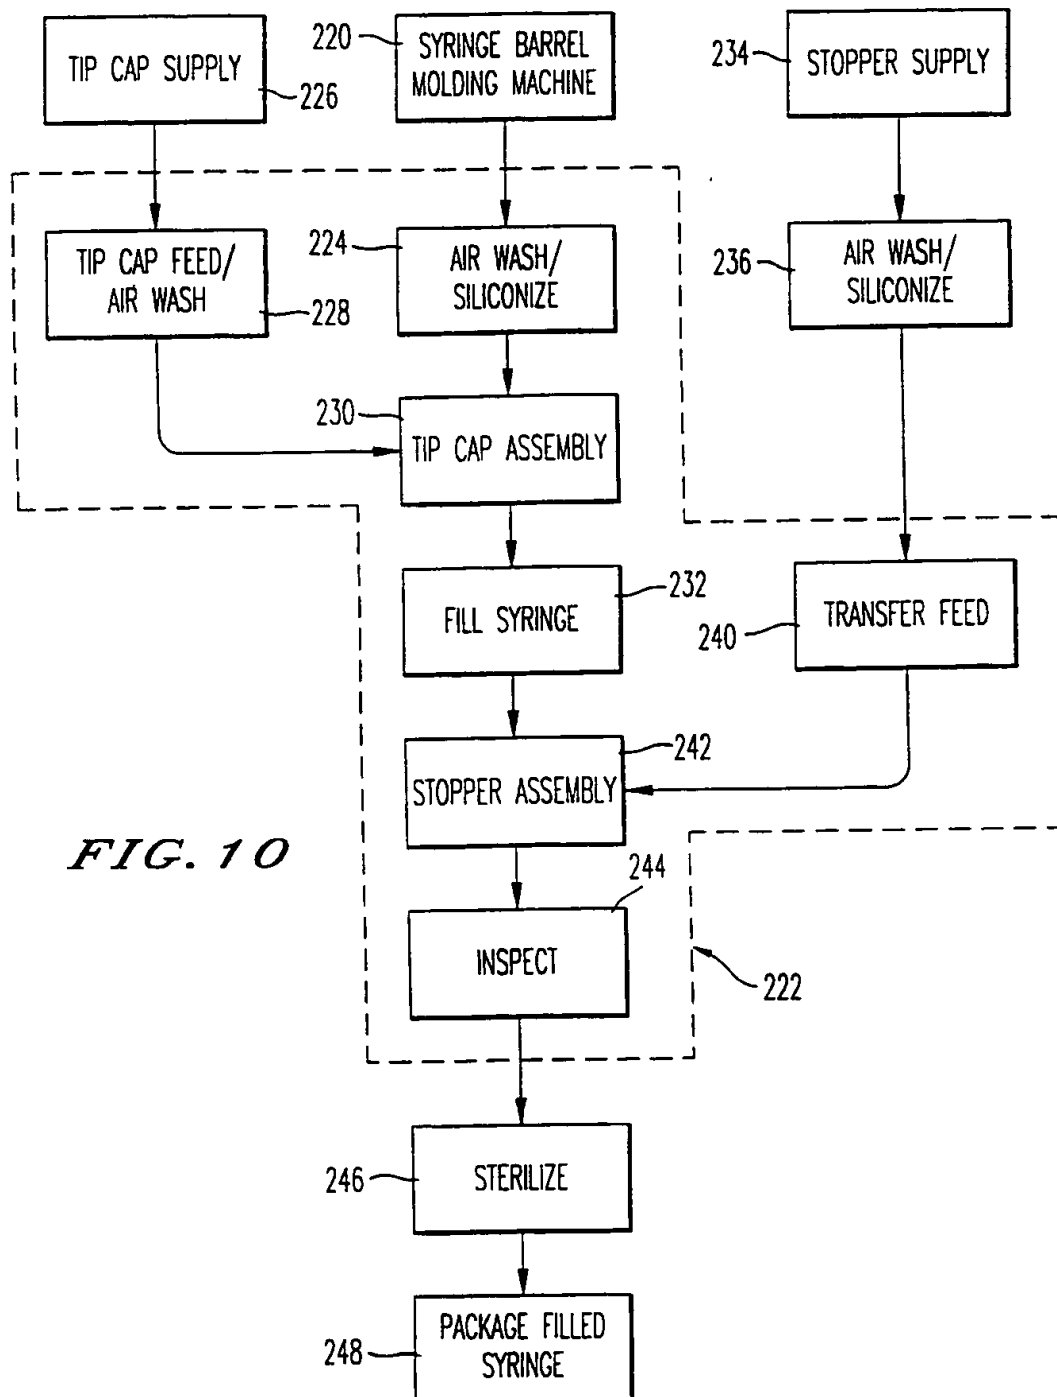 TIP CAP SUPPLY
226
220
SYRINGE BARREL
MOLDING MACHINE
234
STOPPER SUPPLY
TIP CAP FEED/
AIR WASH
228
224
AIR WASH/
SILICONIZE
236
AIR WASH/
SILICONIZE
230
TIP CAP ASSEMBLY
FILL SYRINGE
232
240
TRANSFER FEED
242
STOPPER ASSEMBLY
FIG. 10
244
INSPECT
222
246
STERILIZE
248
PACKAGE FILLED
SYRINGE